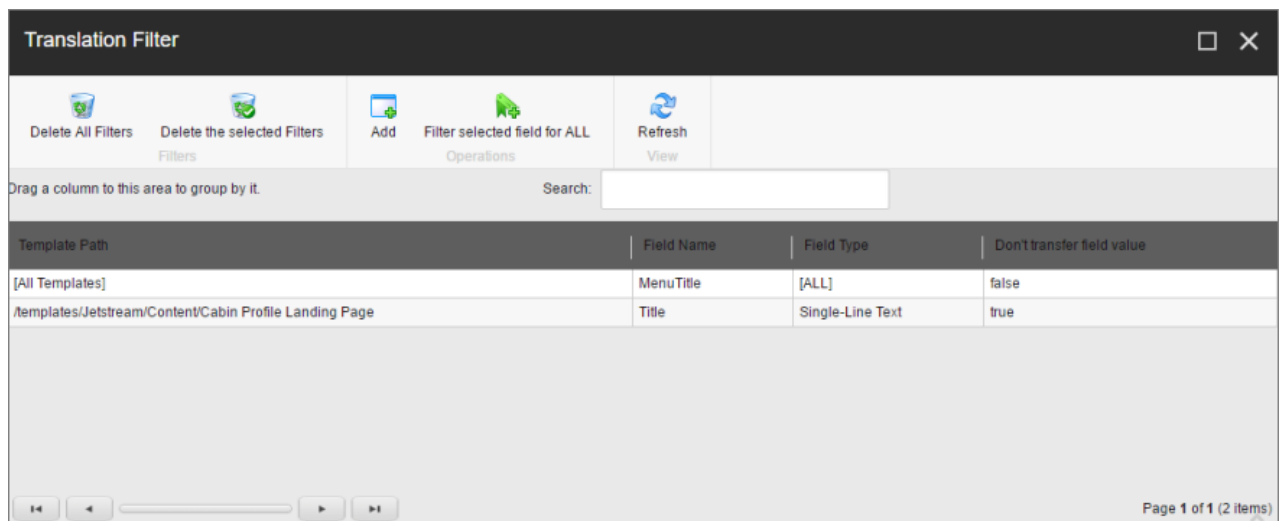 Translation Filter
Delete All Filters Delete the selected Filters Add Filter selected field for ALL Refresh
Filters Operations View
Drag a column to this area to group by it. Search:
Template Path Field Name Field Type Don't transfer field value
[All Templates] MenuTitle [ALL] false
/templates/Jetstream/Content/Cabin Profile Landing Page Title Single-Line Text true
Page 1 of 1 (2 items)